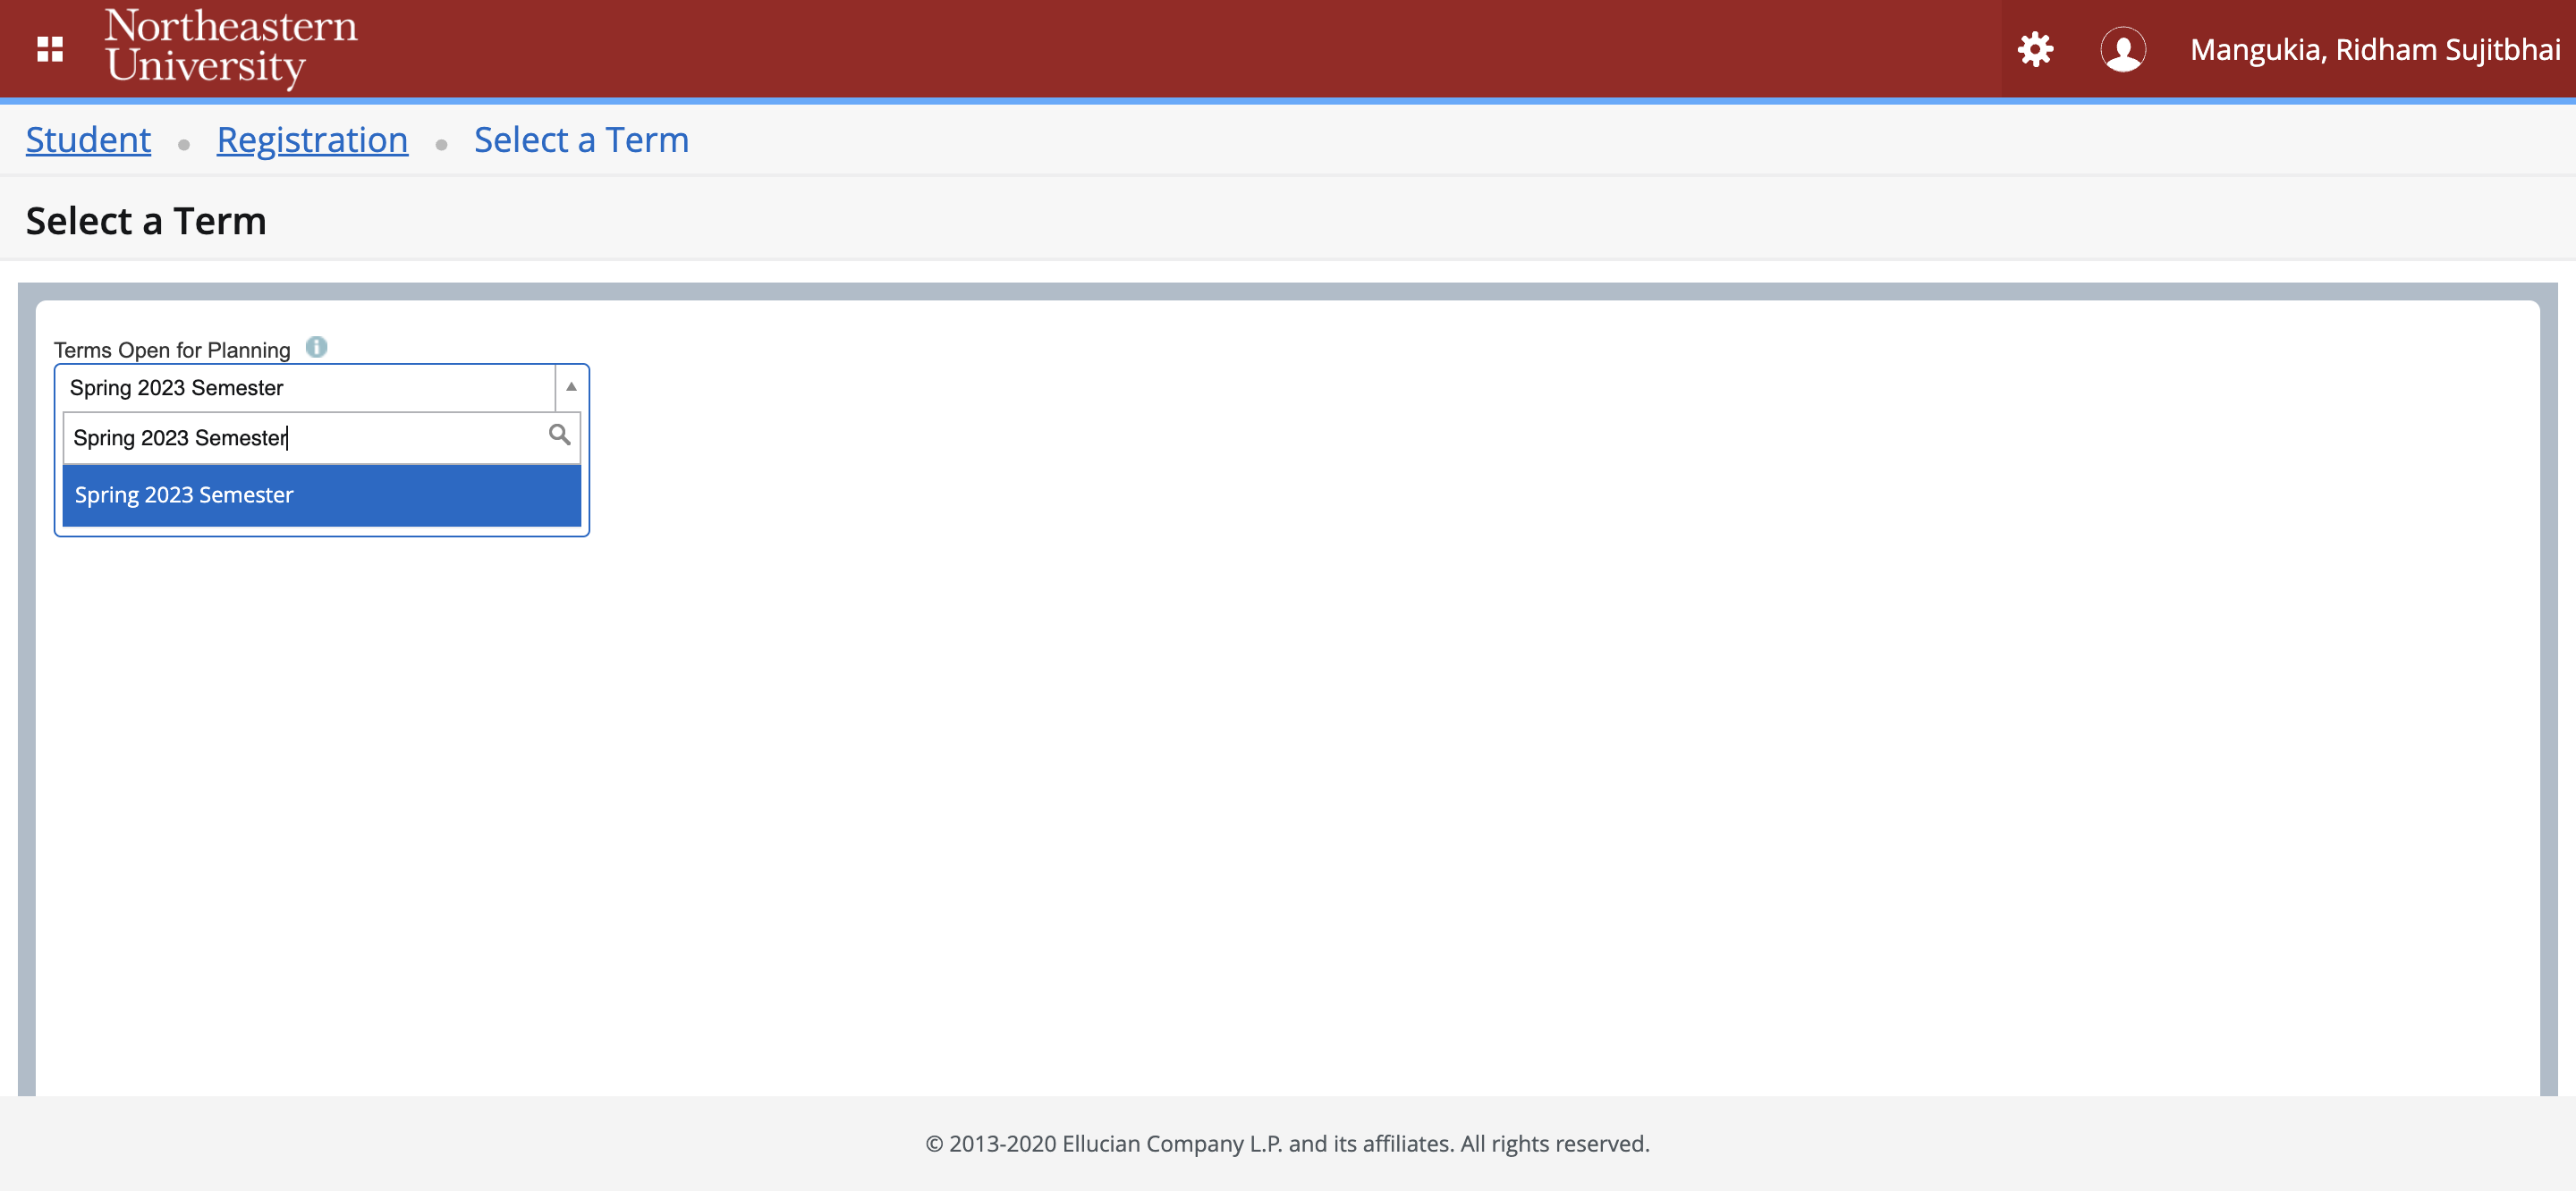 Northeastern
University
Mangukia, Ridham Sujitbhai
Student • Registration • Select a Term
Select a Term
Terms Open for Planning
Spring 2023 Semester
Spring 2023 Semester
Spring 2023 Semester
© 2013-2020 Ellucian Company L.P. and its affiliates. All rights reserved.